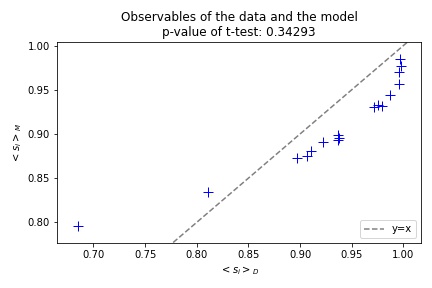 Observables of the data and the model
p-value of t-test: 0.34293
1.00
0.95
0.90
0.85
0.80
< s_i >_M
y=x
0.70 0.75 0.80 0.85 0.90 0.95 1.00
< s_i >_D